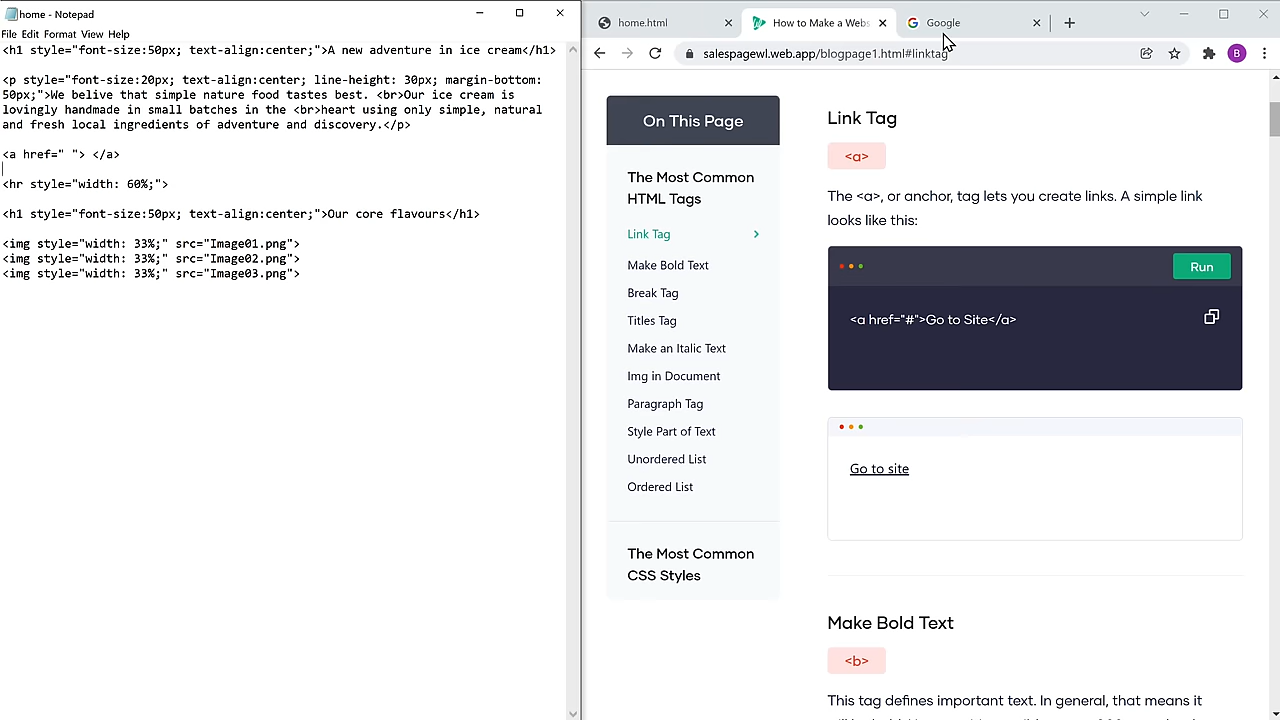 home - Notepad
File Edit Format View Help
<h1 style="font-size:50px; text-align:center;">A new adventure in ice cream</h1>
<p style="font-size:20px; text-align:center; line-height: 30px; margin-bottom:
50px;">We belive that simple nature food tastes best. <br>Our ice cream is
lovingly handmade in small batches in the <br>heart using only simple, natural
and fresh local ingredients of adventure and discovery.</p>
<a href=" "> </a>
<hr style="width: 60%;">
<h1 style="font-size:50px; text-align:center;">Our core flavours</h1>
<img style="width: 33%;" src="Image01.png">
<img style="width: 33%;" src="Image02.png">
<img style="width: 33%;" src="Image03.png">
home.html
How to Make a Webs
Google
salespagewl.web.app/blogpage1.html#linktag
B
On This Page
The Most Common
HTML Tags
Link Tag
Make Bold Text
Break Tag
Titles Tag
Make an Italic Text
Img in Document
Paragraph Tag
Style Part of Text
Unordered List
Ordered List
The Most Common
CSS Styles
Link Tag
<a>
The <a>, or anchor, tag lets you create links. A simple link
looks like this:
Run
<a href="#">Go to Site</a>
Go to site
Make Bold Text
<b>
This tag defines important text. In general, that means it